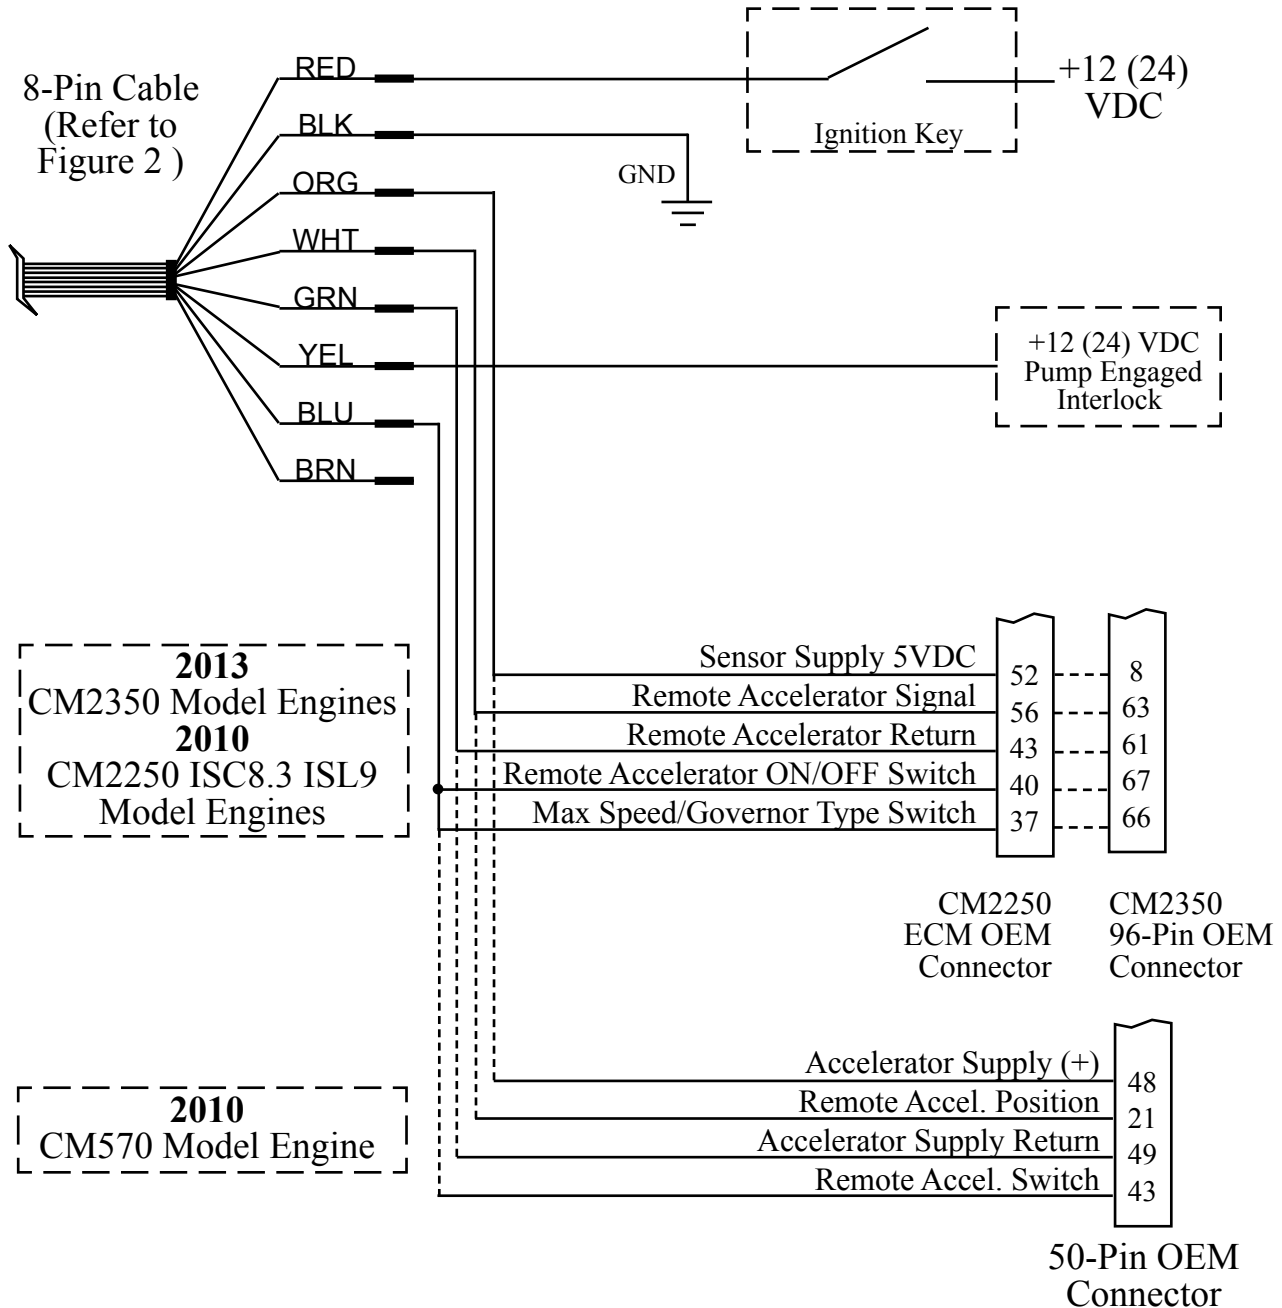 8-Pin Cable
(Refer to
Figure 2 )
RED
BLK
ORG
WHT
GRN
YEL
BLU
BRN
Ignition Key
+12 (24)
VDC
GND
+12 (24) VDC
Pump Engaged
Interlock
2013
CM2350 Model Engines
2010
CM2250 ISC8.3 ISL9
Model Engines
Sensor Supply 5VDC 52 8
Remote Accelerator Signal 56 63
Remote Accelerator Return 43 61
Remote Accelerator ON/OFF Switch 40 67
Max Speed/Governor Type Switch 37 66
CM2250
ECM OEM
Connector
CM2350
96-Pin OEM
Connector
2010
CM570 Model Engine
Accelerator Supply (+) 48
Remote Accel. Position 21
Accelerator Supply Return 49
Remote Accel. Switch 43
50-Pin OEM
Connector